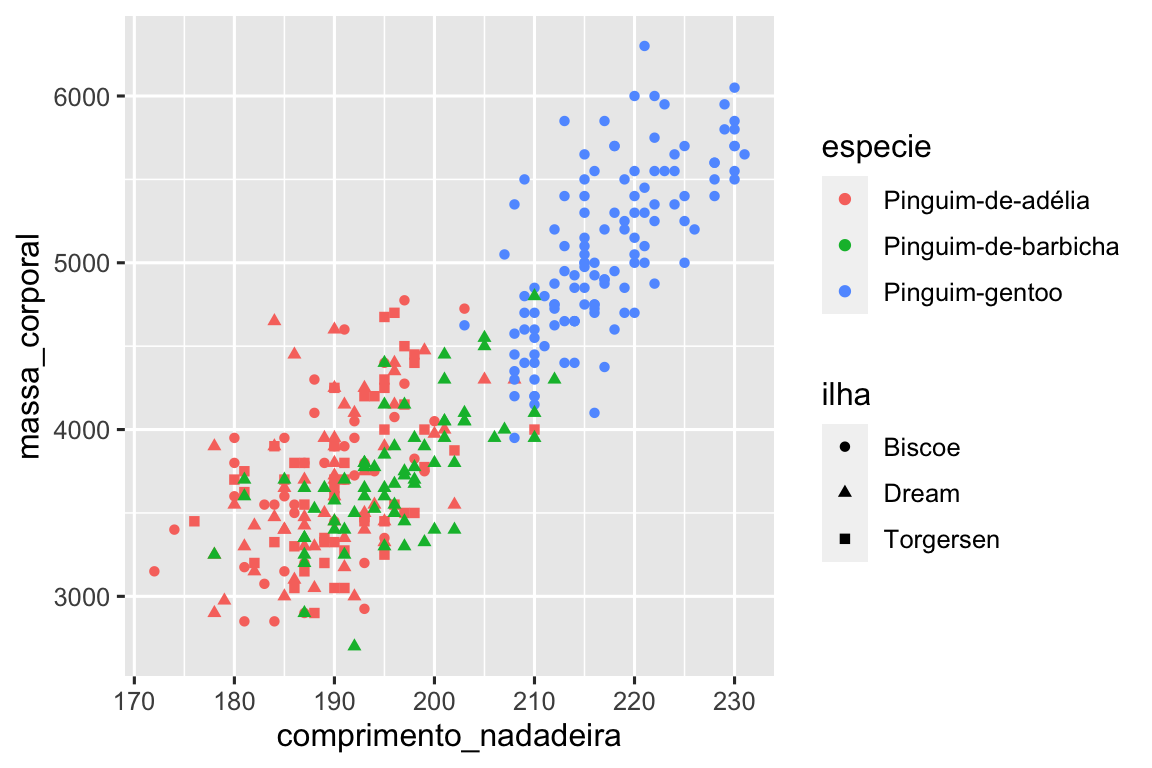 6000
5000
4000
3000
massa_corporal
170 180 190 200 210 220 230
comprimento_nadadeira
especie
Pinguim-de-adélia
Pinguim-de-barbicha
Pinguim-gentoo
ilha
Biscoe
Dream
Torgersen